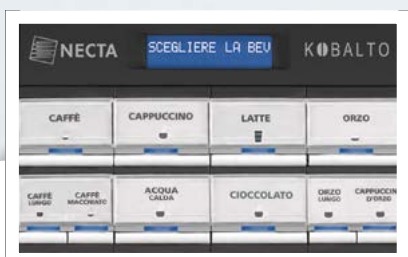 NECTA
SCEGLIERE LA BEV
KOBALTO
CAFFÈ
CAPPUCCINO
LATTE
ORZO
CAFFÈ
LUNGO
CAFFÈ
MACCHIATO
ACQUA
CALDA
CIOCCOLATO
ORZO
LUNGO
CAPPUCCIN
D'ORZO